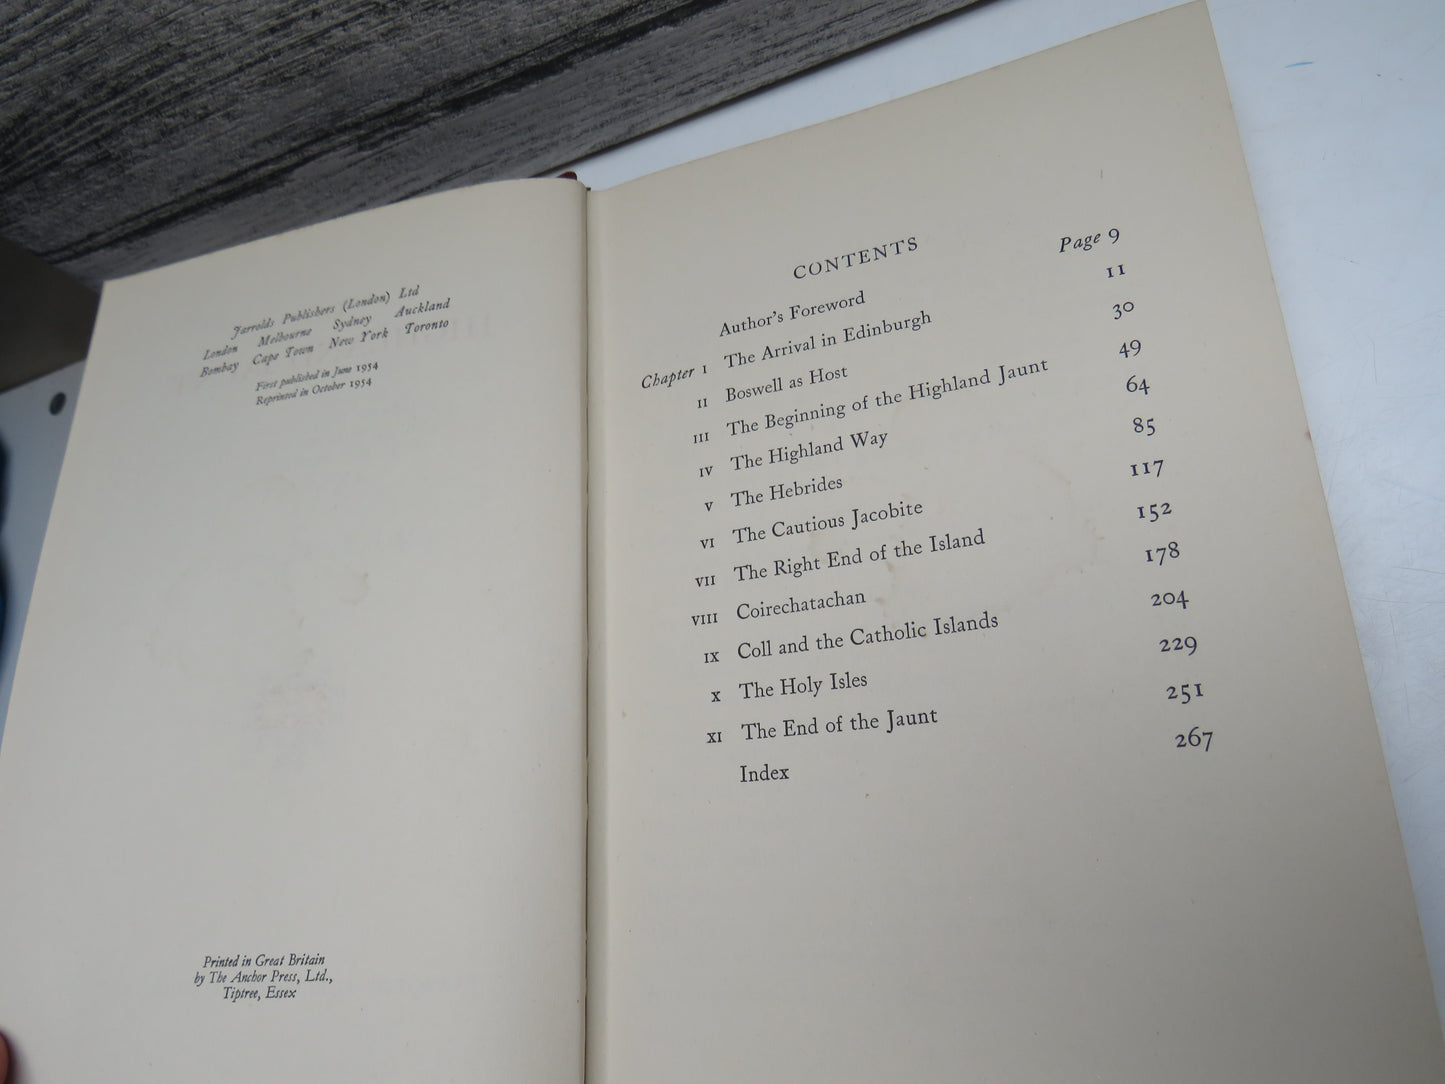 Jarrolds Publishers (London) Ltd
London Melbourne Sydney Auckland
Bombay Cape Town New York Toronto
First published in June 1954
Reprinted in October 1954
Printed in Great Britain
by The Anchor Press, Ltd.,
Tiptree, Essex
CONTENTS
Author's Foreword Page 9
Chapter I The Arrival in Edinburgh 11
II Boswell as Host 30
III The Beginning of the Highland Jaunt 49
IV The Highland Way 64
V The Hebrides 85
VI The Cautious Jacobite 117
VII The Right End of the Island 152
VIII Coirechatachan 178
IX Coll and the Catholic Islands 204
X The Holy Isles 229
XI The End of the Jaunt 251
Index 267